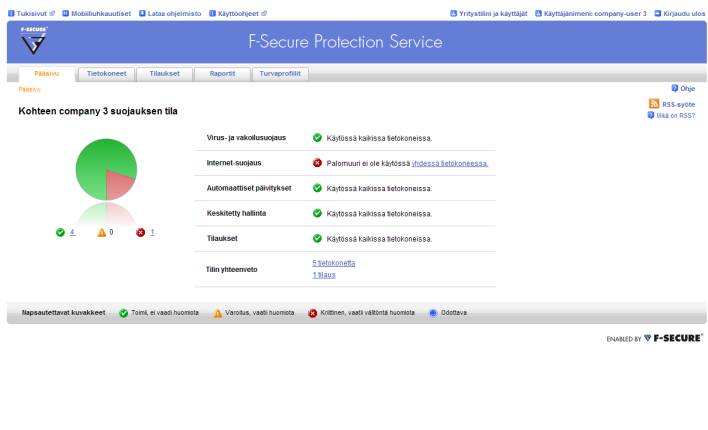 Tukisivut Mobiiliuhkauutiset Lataa ohjelmisto Käyttöohjeet Yritystilini ja käyttäjät Käyttäjänimeni: company-user 3 Kirjaudu ulos
F-SECURE
F-Secure Protection Service
Pääsivu Tietokoneet Tilaukset Raportit Turvaprofiilit
Pääsivu
Ohje
RSS-syöte
Mikä on RSS?
Kohteen company 3 suojauksen tila
Virus- ja vakoilusuojaus Käytössä kaikissa tietokoneissa.
Internet-suojaus Palomuuri ei ole käytössä yhdessä tietokoneessa.
Automaattiset päivitykset Käytössä kaikissa tietokoneissa.
Keskitetty hallinta Käytössä kaikissa tietokoneissa.
4 0 1
Tilaukset Käytössä kaikissa tietokoneissa.
Tilin yhteenveto 5 tietokonetta
1 tilaus
Napsautettavat kuvakkeet Toimii, ei vaadi huomiota Varoitus, vaatii huomiota Kriittinen, vaatii välitöntä huomiota Odottava
ENABLED BY F-SECURE